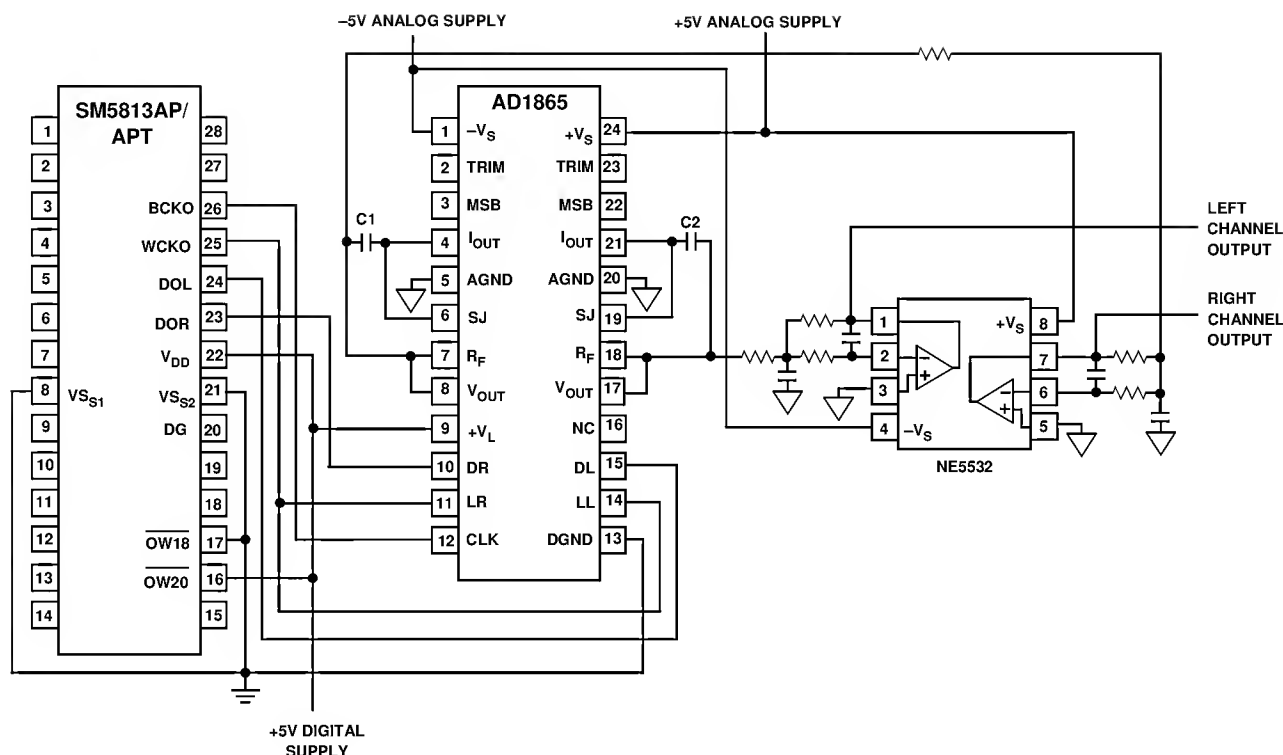 –5V ANALOG SUPPLY
+5V ANALOG SUPPLY
SM5813AP/
APT
1
2
3
4
5
6
7
8
9
10
11
12
13
14
VSS1
28
27
BCKO 26
WCKO 25
DOL 24
DOR 23
VDD 22
VSS2 21
DG 20
19
18
OW18 17
OW20 16
15
+5V DIGITAL
SUPPLY
C1
AD1865
1 –VS
2 TRIM
3 MSB
4 IOUT
5 AGND
6 SJ
7 RF
8 VOUT
9 +VL
10 DR
11 LR
12 CLK
+VS 24
TRIM 23
MSB 22
IOUT 21
AGND 20
SJ 19
RF 18
VOUT 17
NC 16
DL 15
LL 14
DGND 13
C2
1
2
3
4 –VS
+VS 8
7
6
5
NE5532
LEFT
CHANNEL
OUTPUT
RIGHT
CHANNEL
OUTPUT